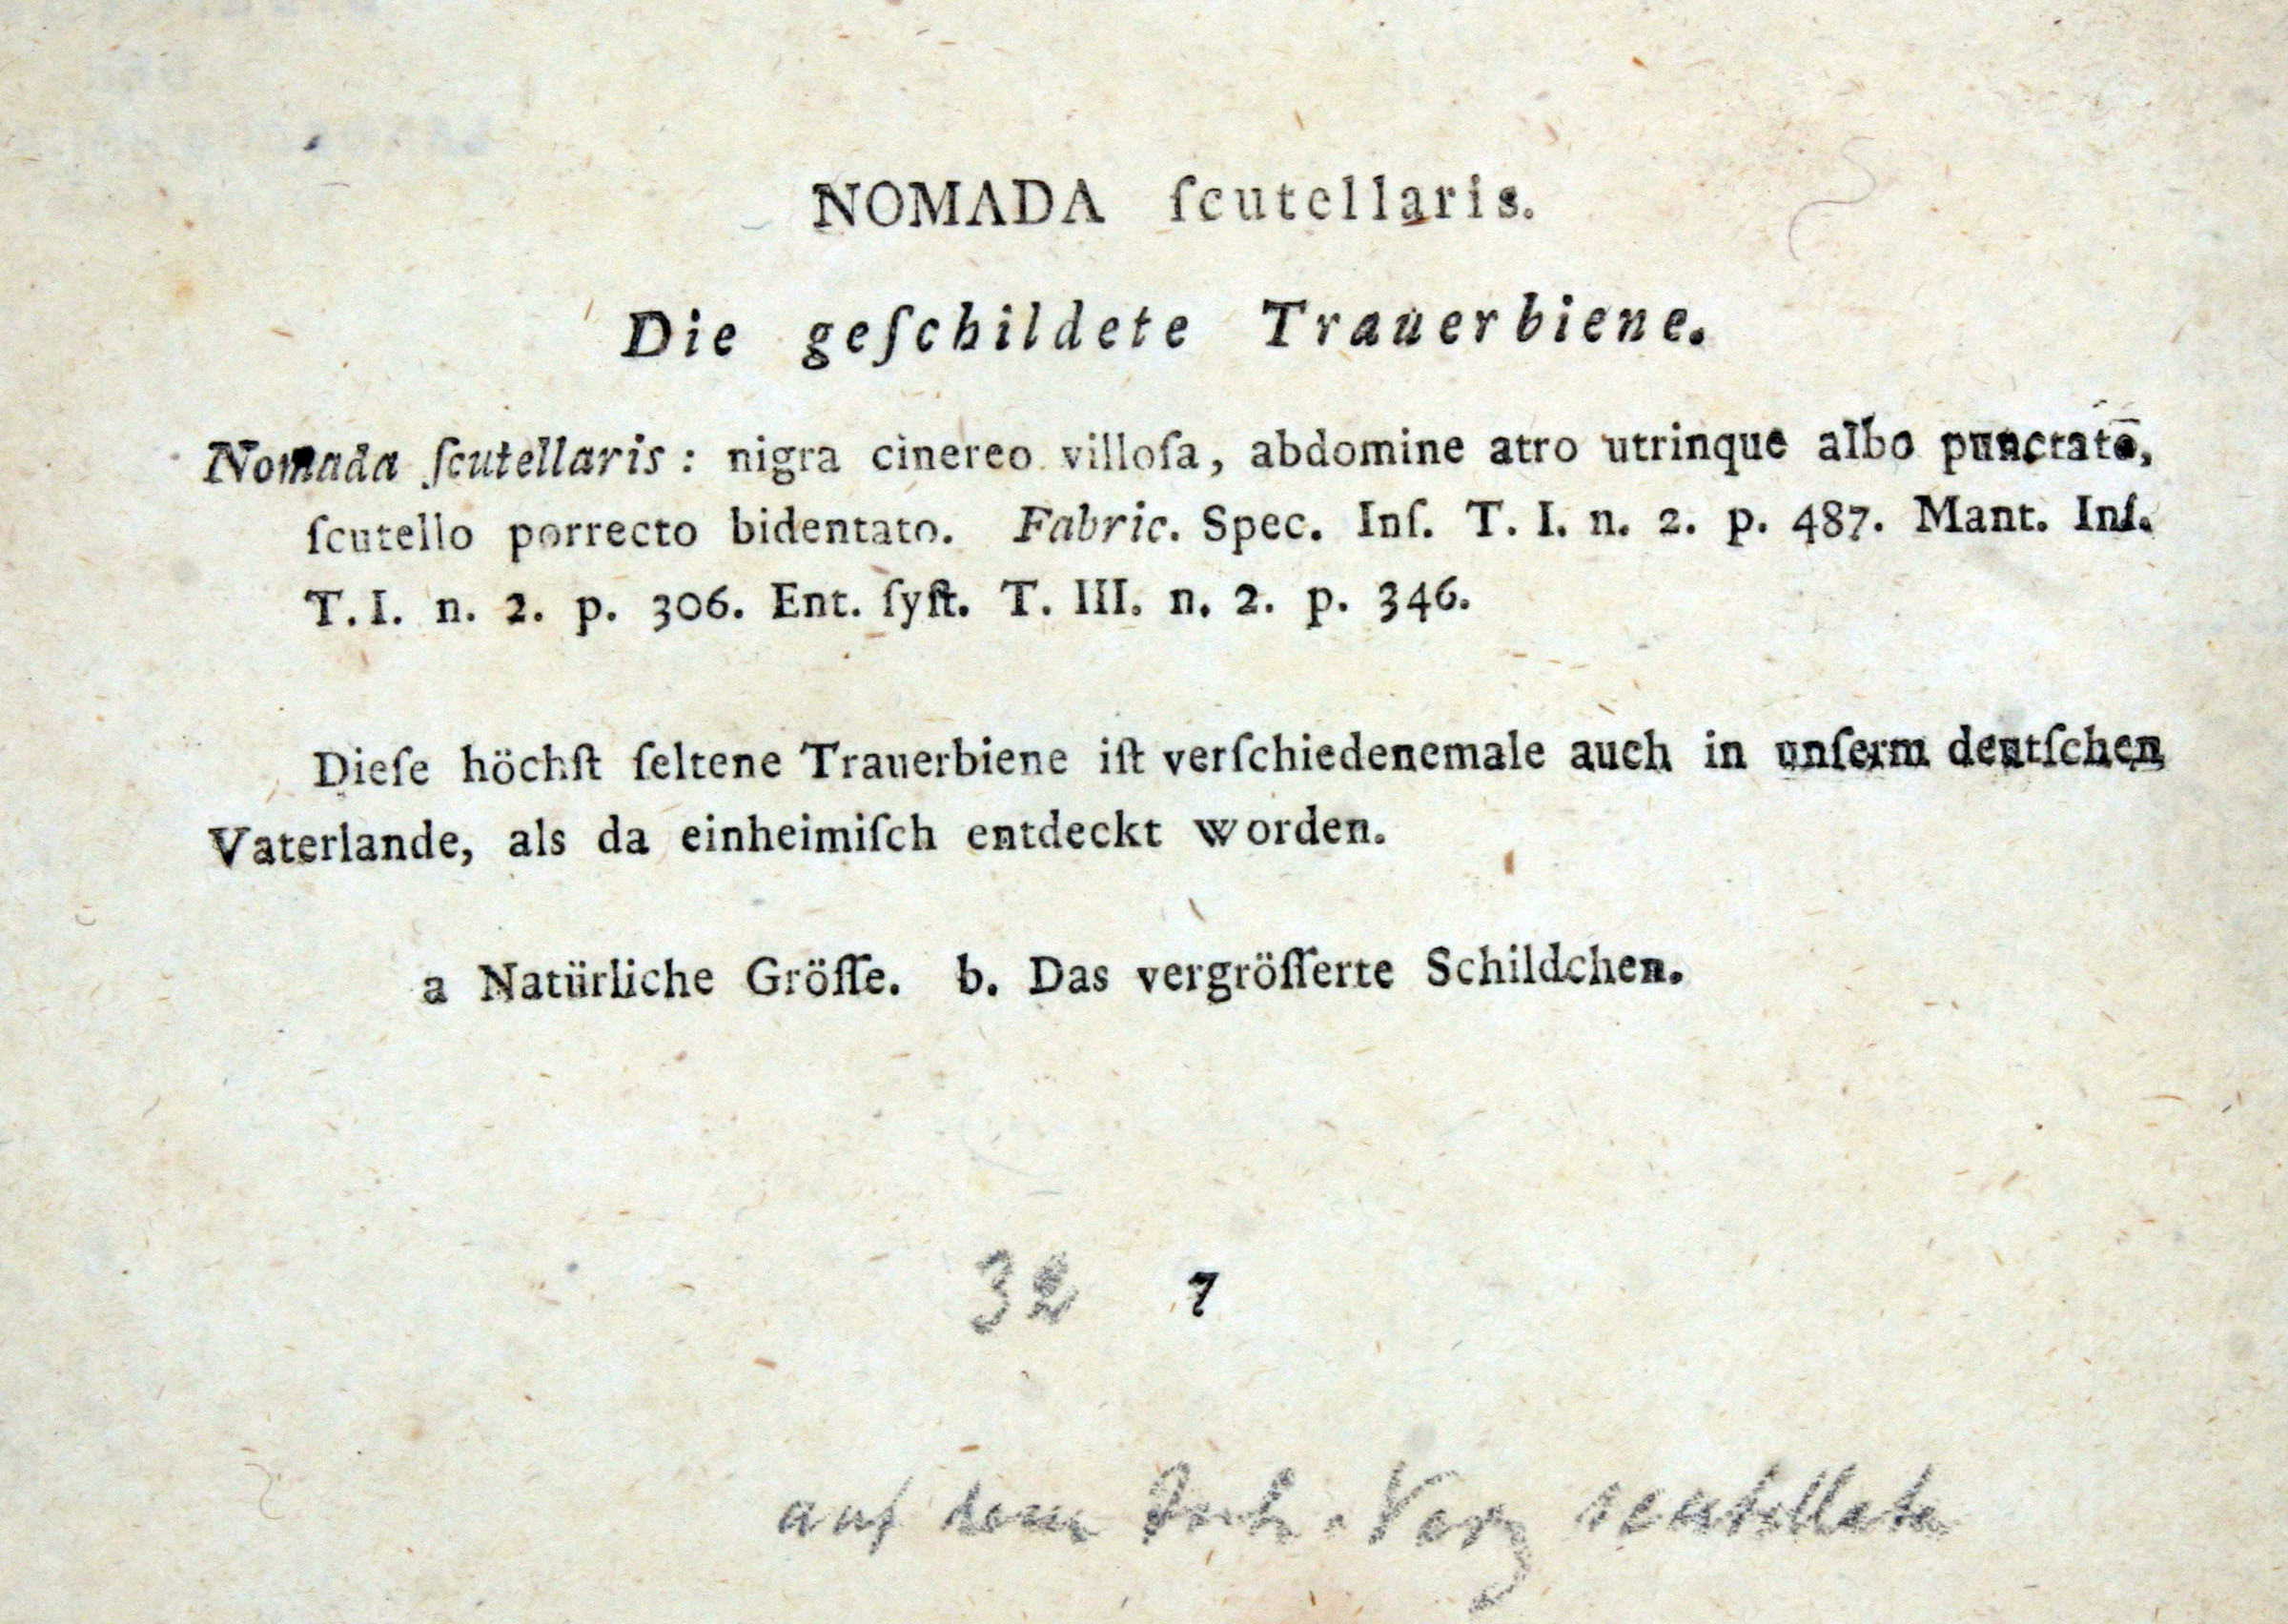 NOMADA ſcutellaris.
Die geſchildete Trauerbiene.
Nomada ſcutellaris: nigra cinereo villoſa, abdomine atro utrinque albo punctato,
ſcutello porrecto bidentato. Fabric. Spec. Inſ. T. I. n. 2. p. 487. Mant. Inſ.
T. I. n. 2. p. 306. Ent. ſyſt. T. III. n. 2. p. 346.
Dieſe höchſt ſeltene Trauerbiene iſt verſchiedenemale auch in unſerm deutſchen
Vaterlande, als da einheimiſch entdeckt worden.
a Natürliche Gröſſe. b. Das vergröſſerte Schildchen.
32 7
auf dem Verz scutellata